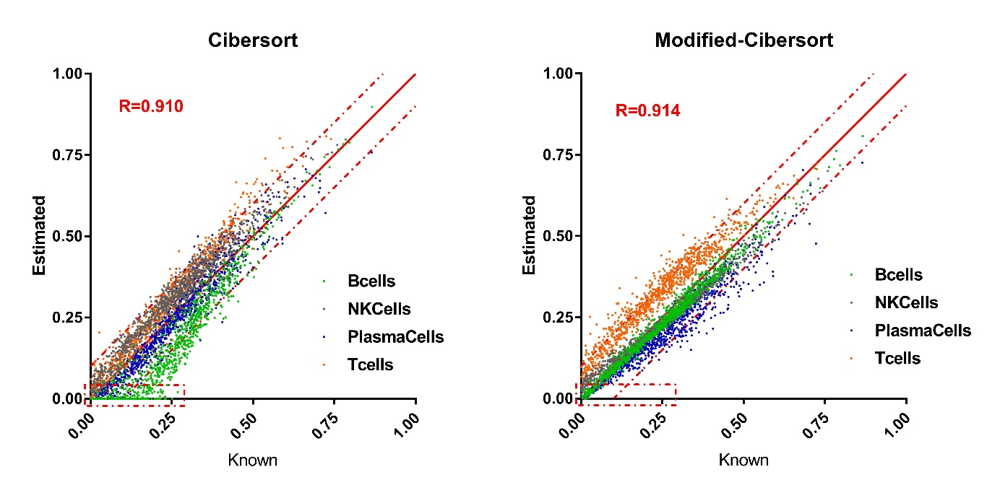 Cibersort
R=0.910
1.00
0.75
0.50
0.25
0.00
Estimated
Bcells
NKCells
PlasmaCells
Tcells
0.00
0.25
0.50
0.75
1.00
Known
Modified-Cibersort
R=0.914
1.00
0.75
0.50
0.25
0.00
Estimated
Bcells
NKCells
PlasmaCells
Tcells
0.00
0.25
0.50
0.75
1.00
Known